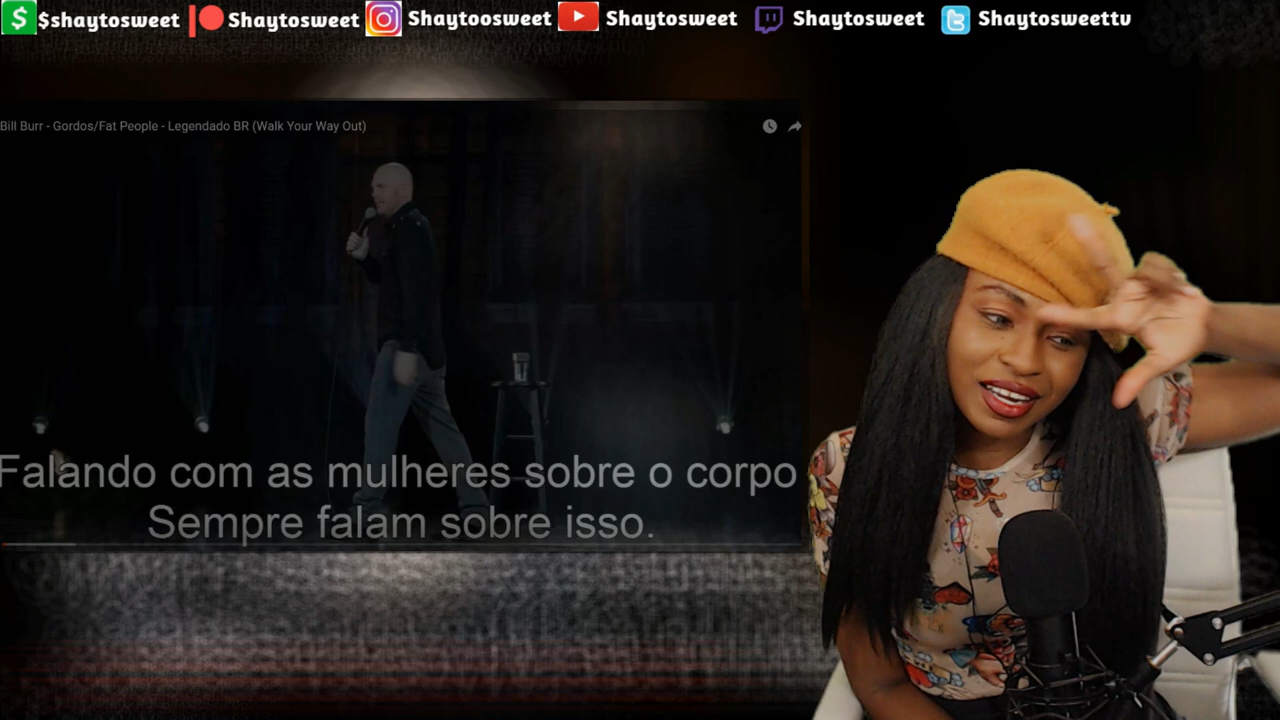 $shaytosweet Shaytosweet Shaytoosweet Shaytosweet Shaytosweet Shaytosweettv
Bill Burr - Gordos/Fat People - Legendado BR (Walk Your Way Out)
Falando com as mulheres sobre o corpo
Sempre falam sobre isso.